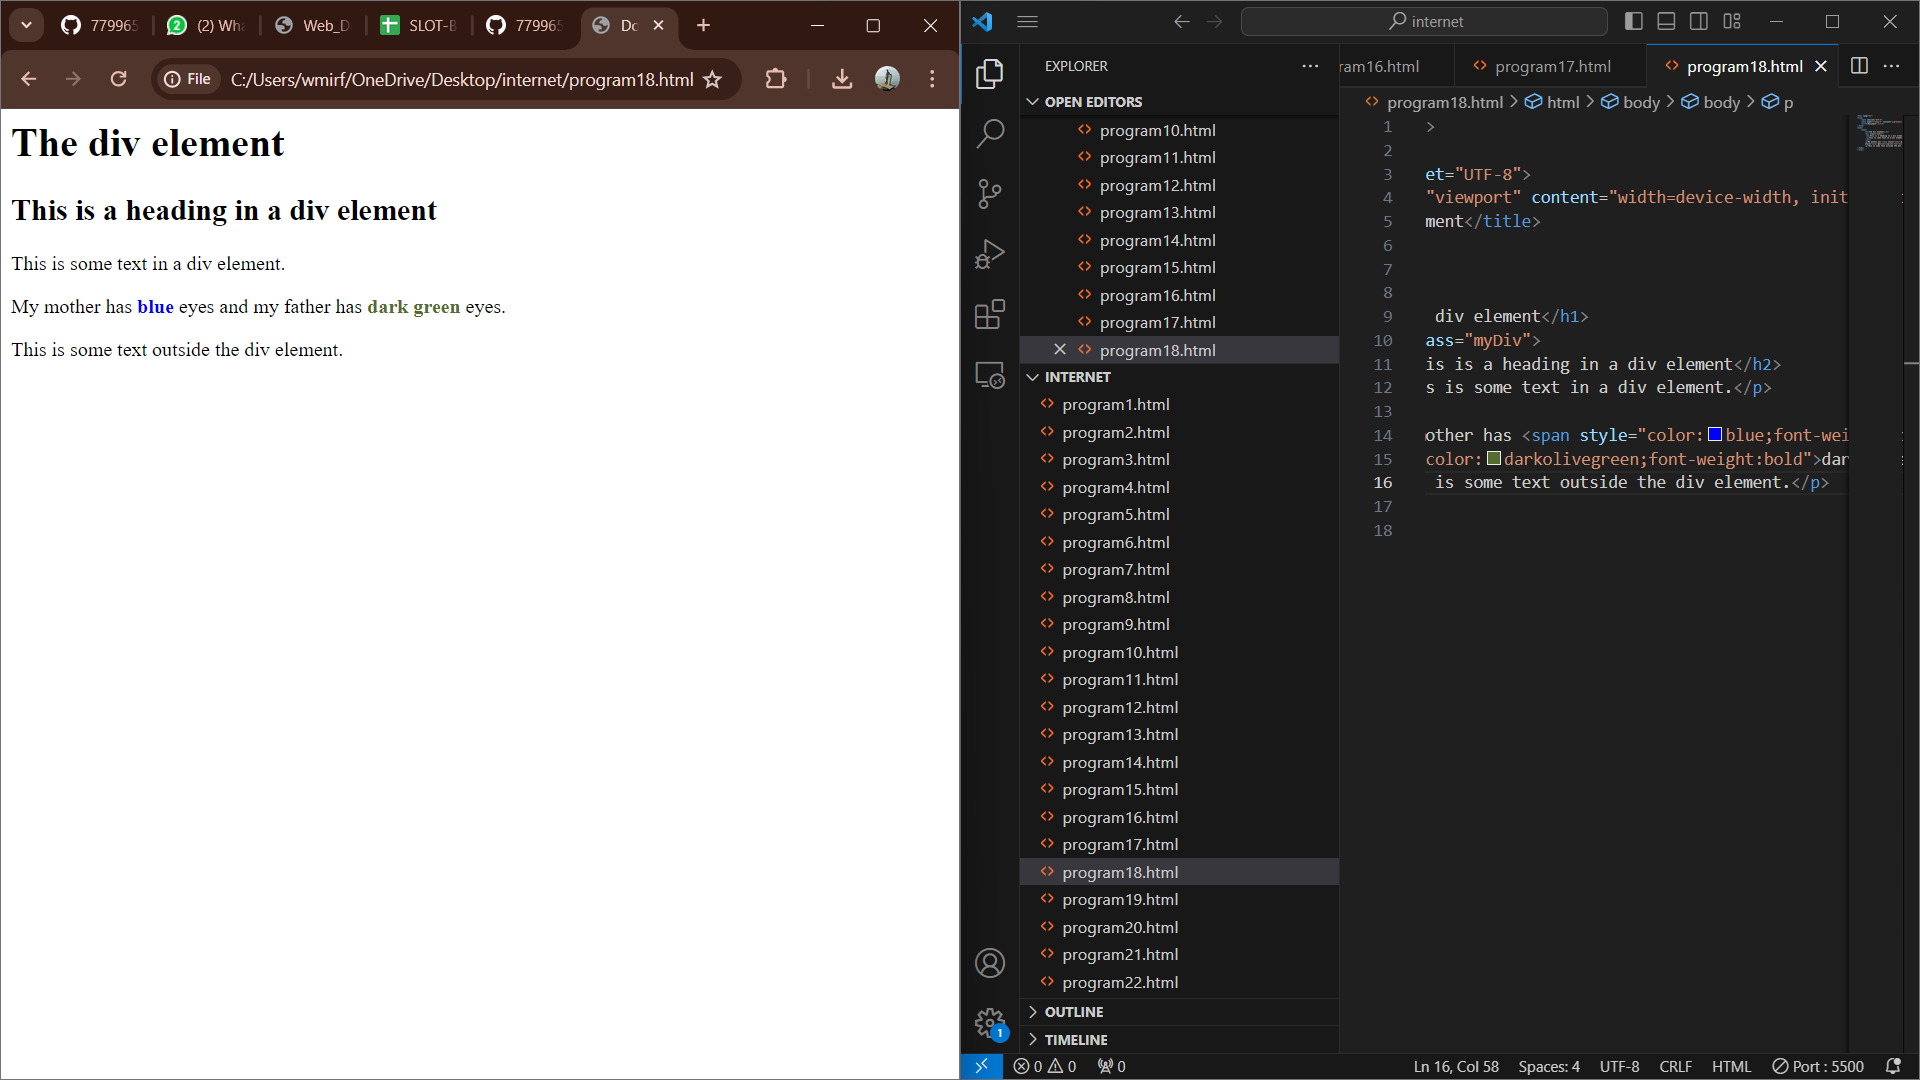 779965
(2) Wha
Web_D
SLOT-B
779965
Do
File
C:/Users/wmirf/OneDrive/Desktop/internet/program18.html
The div element
This is a heading in a div element
This is some text in a div element.
My mother has blue eyes and my father has dark green eyes.
This is some text outside the div element.
internet
EXPLORER
OPEN EDITORS
program10.html
program11.html
program12.html
program13.html
program14.html
program15.html
program16.html
program17.html
program18.html
INTERNET
program1.html
program2.html
program3.html
program4.html
program5.html
program6.html
program7.html
program8.html
program9.html
program10.html
program11.html
program12.html
program13.html
program14.html
program15.html
program16.html
program17.html
program18.html
program19.html
program20.html
program21.html
program22.html
OUTLINE
TIMELINE
ram16.html program17.html program18.html
program18.html > html > body > body > p
1 >
2
3 et="UTF-8">
4 "viewport" content="width=device-width, init
5 ment</title>
6
7
8
9 div element</h1>
10 ass="myDiv">
11 is is a heading in a div element</h2>
12 s is some text in a div element.</p>
13
14 other has <span style="color:blue;font-wei
15 color:darkolivegreen;font-weight:bold">dar
16 is some text outside the div element.</p>
17
18
1
0 0 0
Ln 16, Col 58 Spaces: 4 UTF-8 CRLF HTML Port : 5500